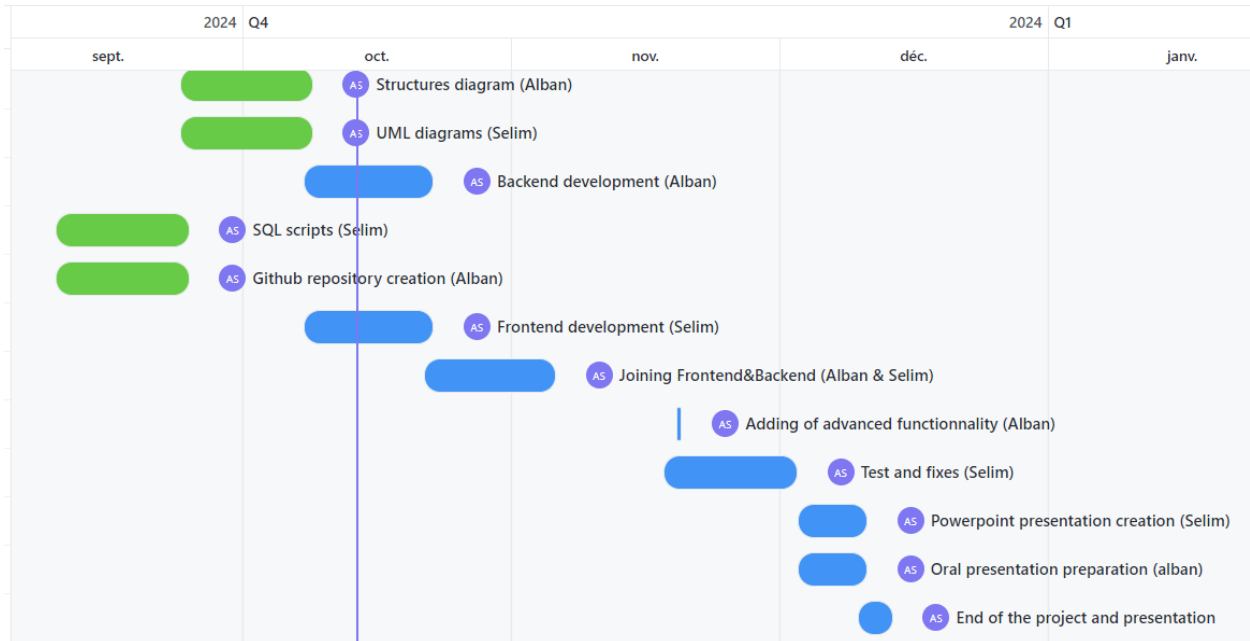 2024 Q4 2024 Q1
sept. oct. nov. déc. janv.
AS Structures diagram (Alban)
AS UML diagrams (Selim)
AS Backend development (Alban)
AS SQL scripts (Selim)
AS Github repository creation (Alban)
AS Frontend development (Selim)
AS Joining Frontend&Backend (Alban & Selim)
AS Adding of advanced functionnality (Alban)
AS Test and fixes (Selim)
AS Powerpoint presentation creation (Selim)
AS Oral presentation preparation (alban)
AS End of the project and presentation